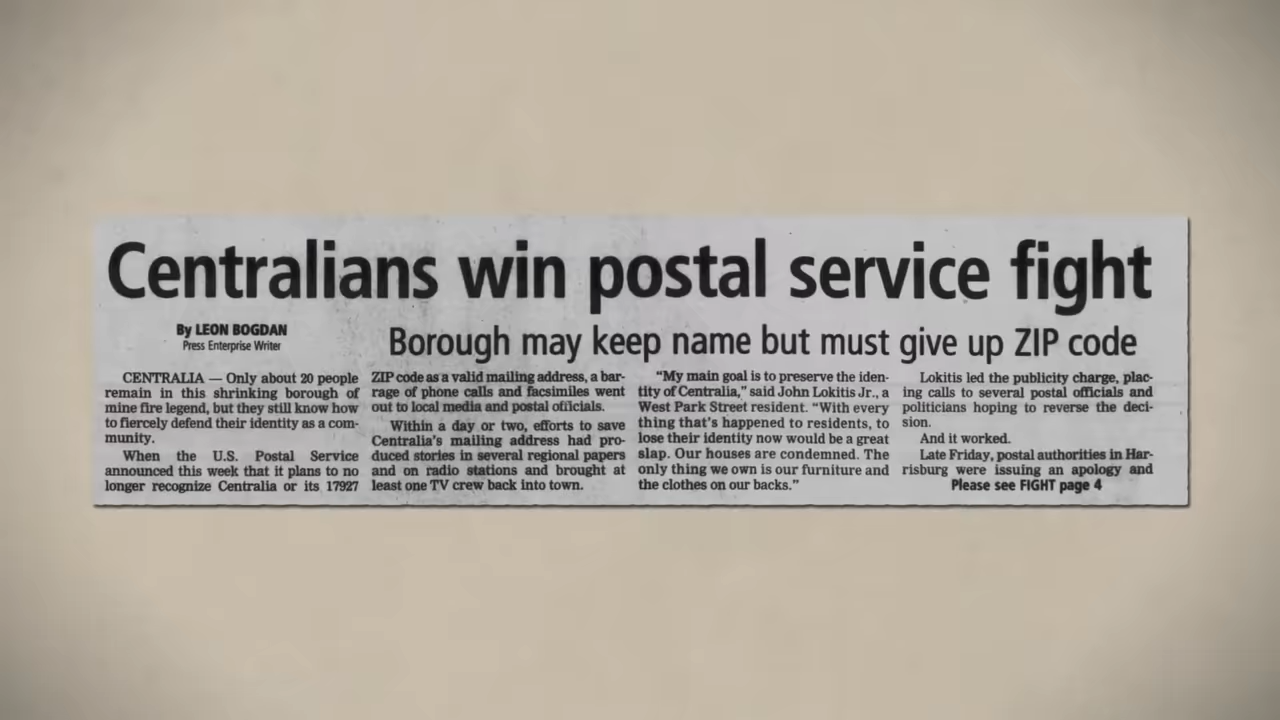 Centralians win postal service fight
By LEON BOGDAN
Press Enterprise Writer
Borough may keep name but must give up ZIP code
CENTRALIA — Only about 20 people
remain in this shrinking borough of
mine fire legend, but they still know how
to fiercely defend their identity as a com-
munity.
When the U.S. Postal Service
announced this week that it plans to no
longer recognize Centralia or its 17927
ZIP code as a valid mailing address, a bar-
rage of phone calls and facsimiles went
out to local media and postal officials.
Within a day or two, efforts to save
Centralia's mailing address had pro-
duced stories in several regional papers
and on radio stations and brought at
least one TV crew back into town.
"My main goal is to preserve the iden-
tity of Centralia," said John Lokitis Jr., a
West Park Street resident. "With every
thing that's happened to residents, to
lose their identity now would be a great
slap. Our houses are condemned. The
only thing we own is our furniture and
the clothes on our backs."
Lokitis led the publicity charge, plac-
ing calls to several postal officials and
politicians hoping to reverse the deci-
sion.
And it worked.
Late Friday, postal authorities in Har-
risburg were issuing an apology and
Please see FIGHT page 4